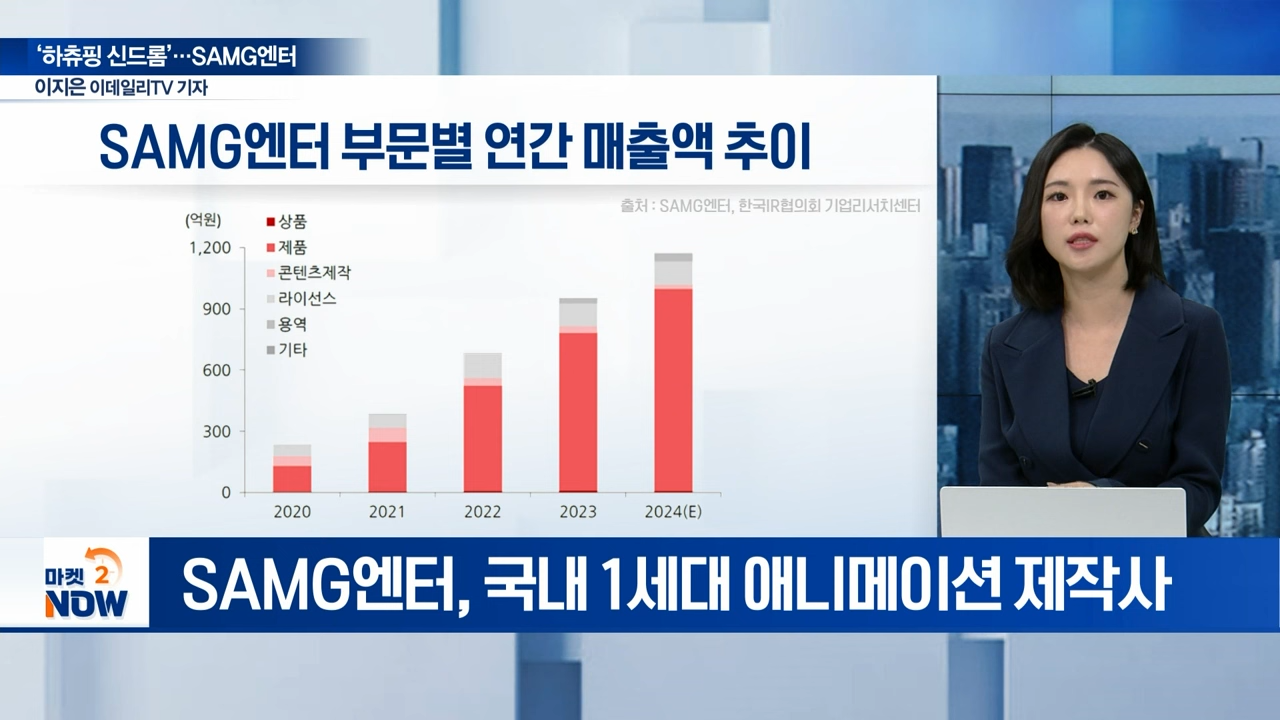 ‘하츄핑 신드롬’…SAMG엔터
이지은 이데일리TV 기자
SAMG엔터 부문별 연간 매출액 추이
출처 : SAMG엔터, 한국IR협의회 기업리서치센터
(억원)
상품
제품
콘텐츠제작
라이선스
용역
기타
1,200
900
600
300
0
2020 2021 2022 2023 2024(E)
마켓 2
NOW
SAMG엔터, 국내 1세대 애니메이션 제작사